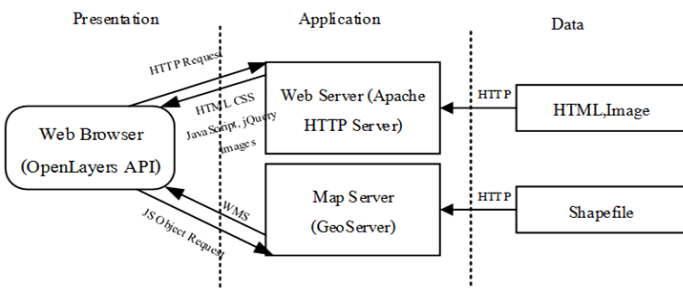 Presentation
Application
Data
HTTP Request
HTML CSS
JavaScript, jQuery
Images
Web Browser
(OpenLayers API)
Web Server (Apache
HTTP Server)
HTTP
HTML,Image
WMS
JS Object Request
Map Server
(GeoServer)
HTTP
Shapefile